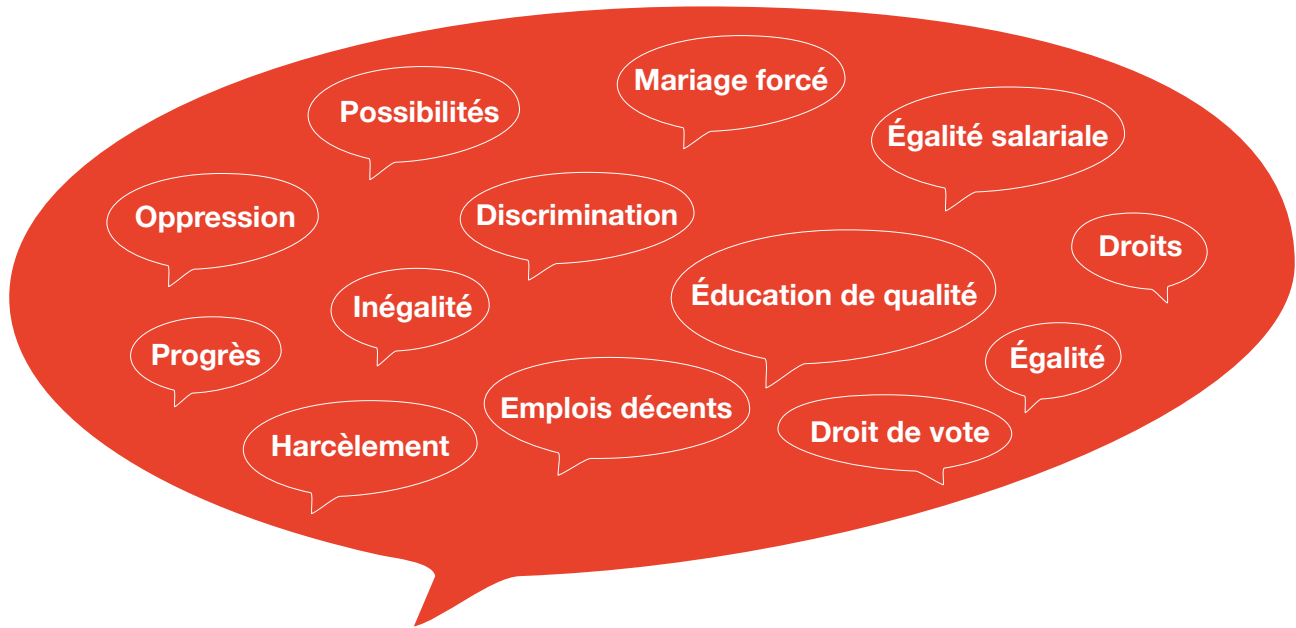 Mariage forcé
Possibilités
Égalité salariale
Oppression
Discrimination
Droits
Éducation de qualité
Inégalité
Progrès
Égalité
Emplois décents
Droit de vote
Harcèlement